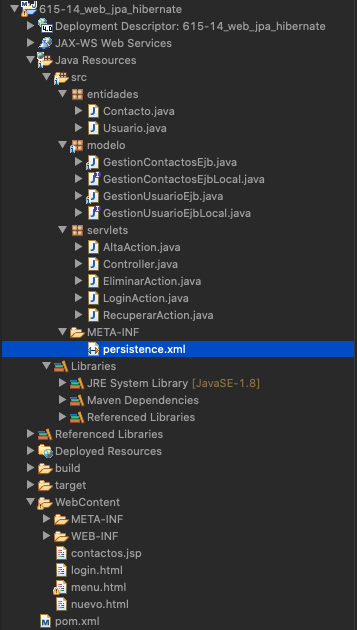 615-14_web_jpa_hibernate
Deployment Descriptor: 615-14_web_jpa_hibernate
JAX-WS Web Services
Java Resources
src
entidades
Contacto.java
Usuario.java
modelo
GestionContactosEjb.java
GestionContactosEjbLocal.java
GestionUsuarioEjb.java
GestionUsuarioEjbLocal.java
servlets
AltaAction.java
Controller.java
EliminarAction.java
LoginAction.java
RecuperarAction.java
META-INF
persistence.xml
Libraries
JRE System Library [JavaSE-1.8]
Maven Dependencies
Referenced Libraries
Referenced Libraries
Deployed Resources
build
target
WebContent
META-INF
WEB-INF
contactos.jsp
login.html
menu.html
nuevo.html
pom.xml